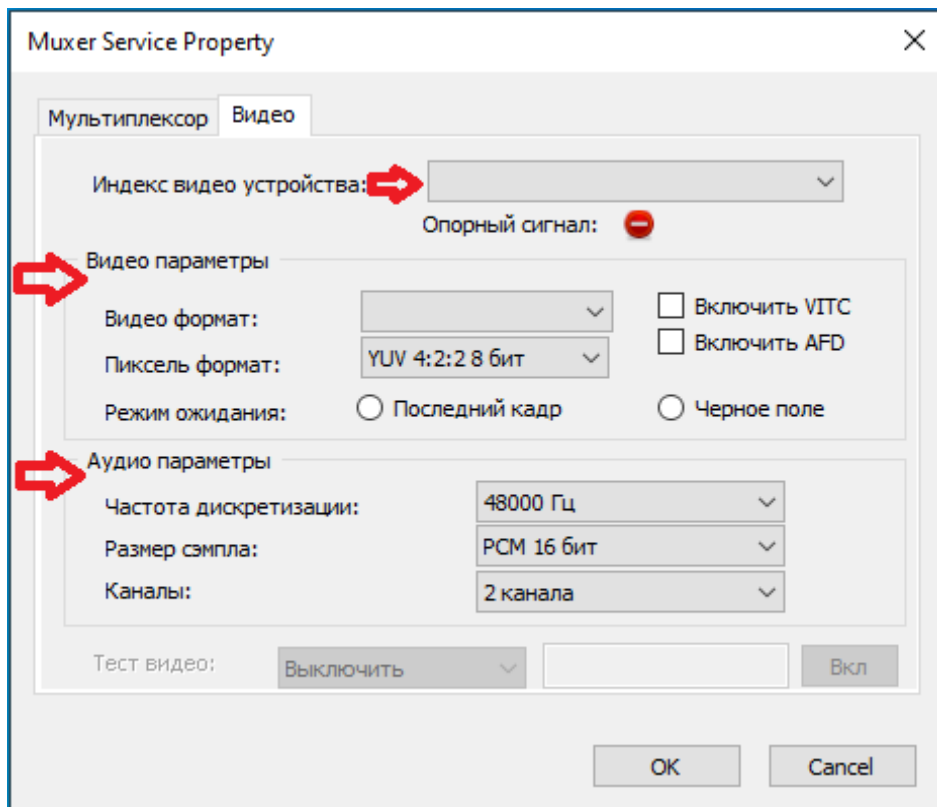 Muxer Service Property
Мультиплексор Видео
Индекс видео устройства:
Опорный сигнал:
Видео параметры
Видео формат: Включить VITC
Включить AFD
Пиксель формат: YUV 4:2:2 8 бит
Режим ожидания: Последний кадр Черное поле
Аудио параметры
Частота дискретизации: 48000 Гц
Размер сэмпла: PCM 16 бит
Каналы: 2 канала
Тест видео: Выключить Вкл
OK Cancel